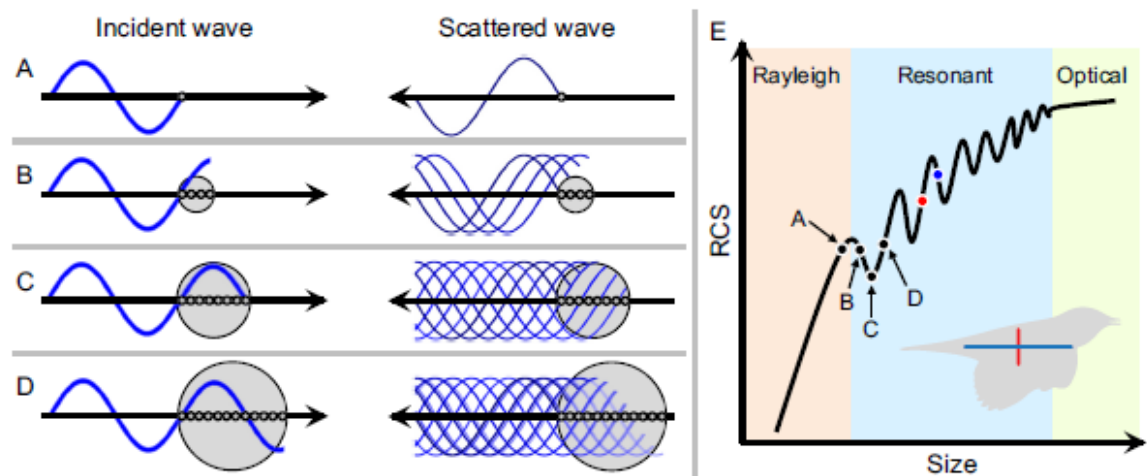 Incident wave
Scattered wave
A
B
C
D
E
Rayleigh
Resonant
Optical
A
B
C
D
RCS
Size